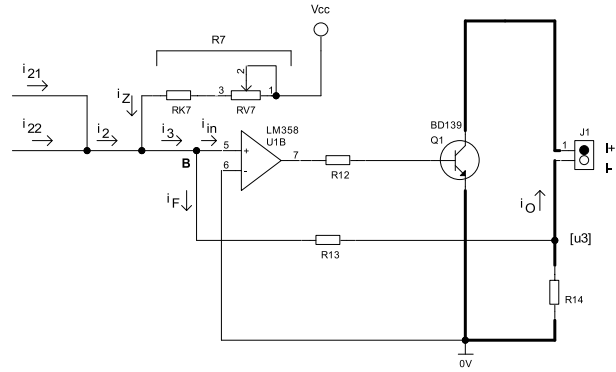 Vcc
R7
i21
iZ
2
3
1
RK7
RV7
i22
i2
i3
iin
LM358
U1B
BD139
Q1
J1
1
I+
I-
5
+
7
B
6
-
R12
iF
iO
[u3]
R13
R14
0V